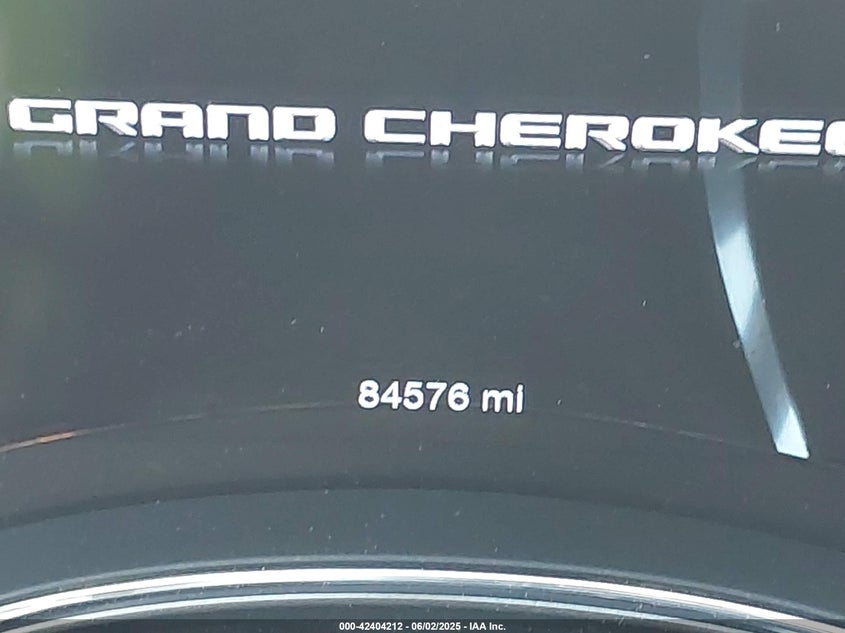 GRAND CHEROKEE
84576 mi
000-42404212 - 06/02/2025 - IAA Inc.